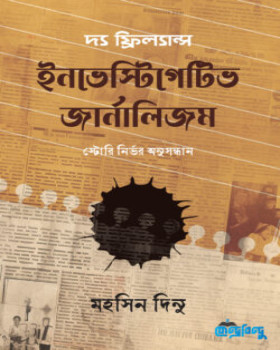 দ্য ফ্রিল্যান্স
ইনভেস্টিগেটিভ
জার্নালিজম
স্টোরি নির্ভর অনুসন্ধান
মহসিন দিন্তু